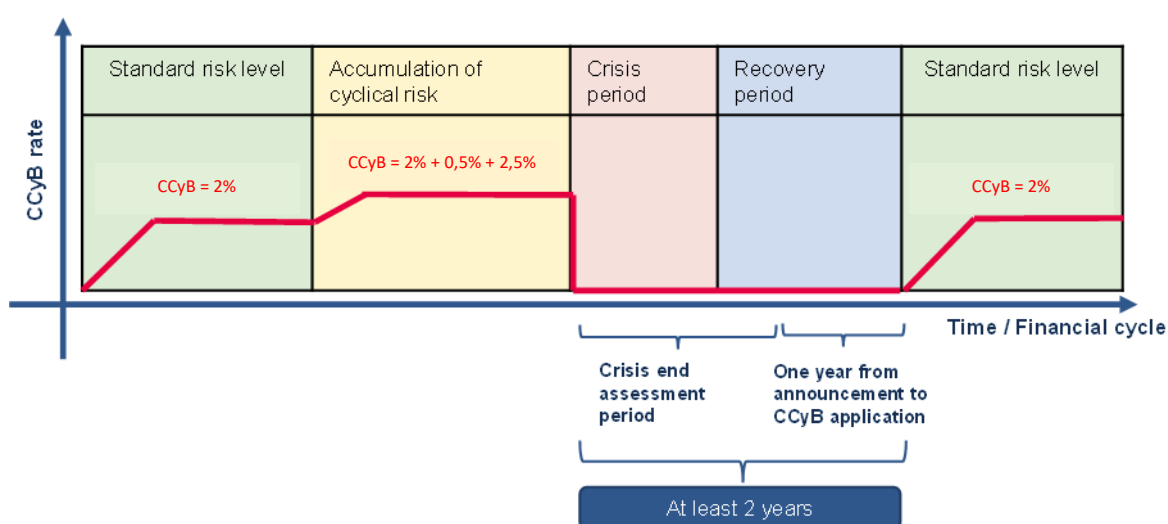 Standard risk level
Accumulation of
cyclical risk
Crisis
period
Recovery
period
Standard risk level
CCyB rate
CCyB = 2%
CCyB = 2% + 0,5% + 2,5%
CCyB = 2%
Time / Financial cycle
Crisis end
assessment
period
One year from
announcement to
CCyB application
At least 2 years